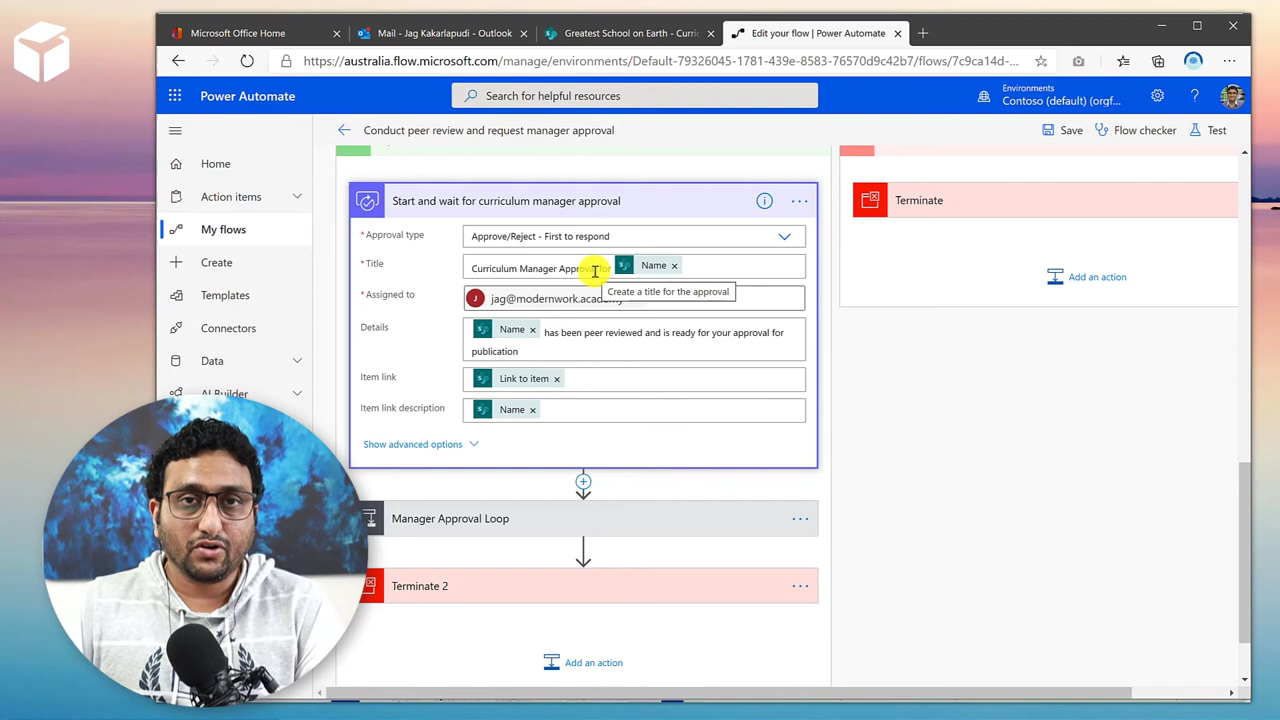 Microsoft Office Home
Mail - Jag Kakarlapudi - Outlook
Greatest School on Earth - Curric
Edit your flow | Power Automate
https://australia.flow.microsoft.com/manage/environments/Default-79326045-1781-439e-8583-76570d9c42b7/flows/7c9ca14d-...
Power Automate
Search for helpful resources
Environments
Contoso (default) (orgf...
Conduct peer review and request manager approval
Save
Flow checker
Test
Home
Action items
My flows
Create
Templates
Connectors
Data
AI Builder
Start and wait for curriculum manager approval
* Approval type
Approve/Reject - First to respond
* Title
Curriculum Manager Approval for Name
Create a title for the approval
* Assigned to
J jag@modernwork.academy
Details
Name has been peer reviewed and is ready for your approval for
publication
Item link
Link to item
Item link description
Name
Show advanced options
Manager Approval Loop
Terminate 2
Add an action
Terminate
Add an action